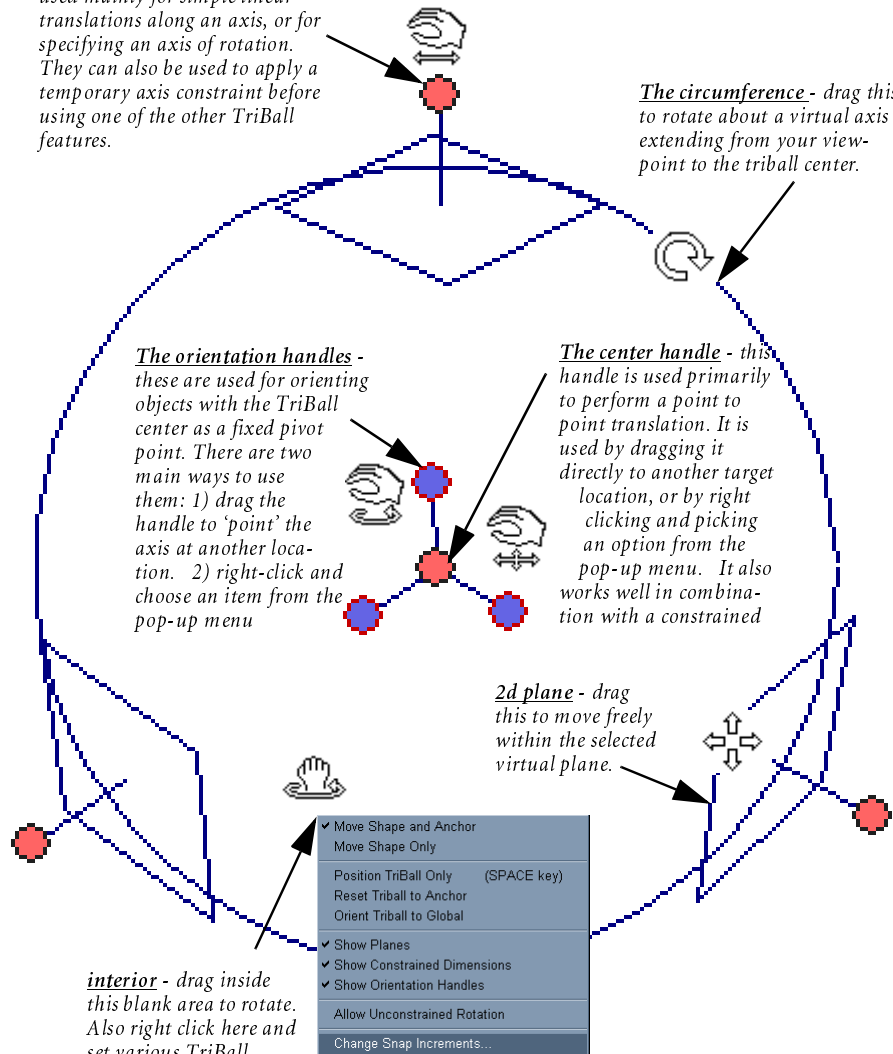 used mainly for simple linear
translations along an axis, or for
specifying an axis of rotation.
They can also be used to apply a
temporary axis constraint before
using one of the other TriBall
features.
The circumference - drag this
to rotate about a virtual axis
extending from your view-
point to the triball center.
The orientation handles -
these are used for orienting
objects with the TriBall
center as a fixed pivot
point. There are two
main ways to use
them: 1) drag the
handle to ‘point’ the
axis at another loca-
tion. 2) right-click and
choose an item from the
pop-up menu
The center handle - this
handle is used primarily
to perform a point to
point translation. It is
used by dragging it
directly to another target
location, or by right
clicking and picking
an option from the
pop-up menu. It also
works well in combina-
tion with a constrained
2d plane - drag
this to move freely
within the selected
virtual plane.
Move Shape and Anchor
Move Shape Only
Position TriBall Only (SPACE key)
Reset Triball to Anchor
Orient Triball to Global
Show Planes
Show Constrained Dimensions
Show Orientation Handles
Allow Unconstrained Rotation
Change Snap Increments...
interior - drag inside
this blank area to rotate.
Also right click here and
set various TriBall